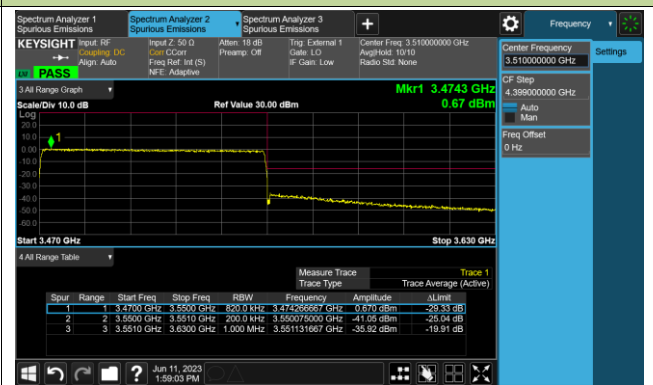 Spectrum Analyzer 1
Spurious Emissions
Spectrum Analyzer 2
Spurious Emissions
Spectrum Analyzer 3
Spurious Emissions
+
Frequency
KEYSIGHT
Input: RF
Coupling: DC
Align: Auto
Input Z: 50 Ω
Corr CCorr
Freq Ref: Int (S)
NFE: Adaptive
Atten: 18 dB
Preamp: Off
Trig: External 1
Gate: LO
IF Gain: Low
Center Freq: 3.510000000 GHz
Avg|Hold: 10/10
Radio Std: None
PASS
Center Frequency
3.510000000 GHz
Settings
CF Step
4.399000000 GHz
Auto
Man
Freq Offset
0 Hz
3 All Range Graph
Mkr1 3.4743 GHz
Scale/Div 10.0 dB
Ref Value 30.00 dBm
0.67 dBm
Log
20.0
10.0
0.00
-10.0
-20.0
-30.0
-40.0
-50.0
-60.0
1
Start 3.470 GHz
Stop 3.630 GHz
4 All Range Table
Measure Trace Trace 1
Trace Type Trace Average (Active)
Spur Range Start Freq Stop Freq RBW Frequency Amplitude ΔLimit
1 1 3.4700 GHz 3.5500 GHz 820.0 kHz 3.474266667 GHz 0.670 dBm -29.33 dB
2 2 3.5500 GHz 3.5510 GHz 200.0 kHz 3.550075000 GHz -41.05 dBm -25.04 dB
3 3 3.5510 GHz 3.6300 GHz 1.000 MHz 3.551131667 GHz -35.92 dBm -19.91 dB
?
Jun 11, 2023
1:59:03 PM